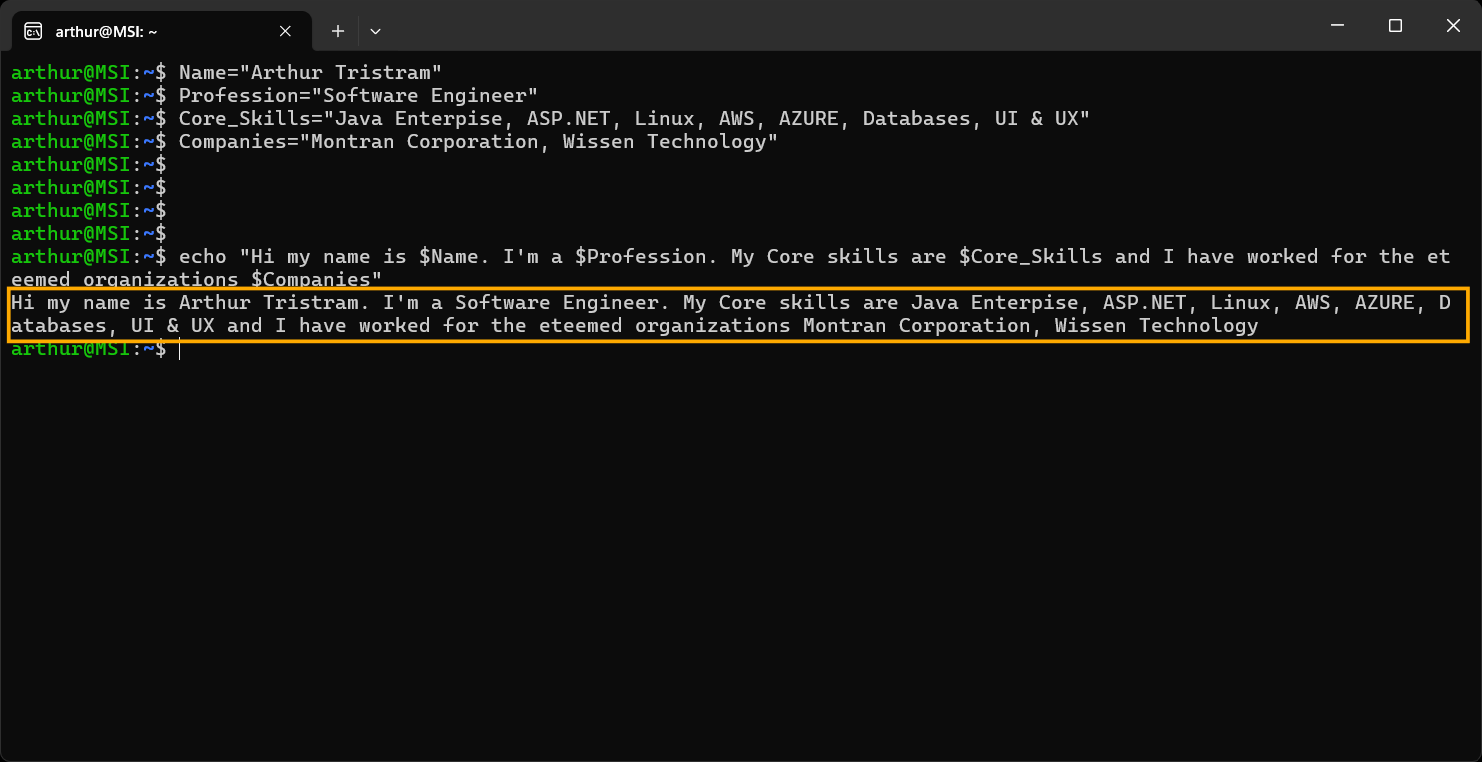 arthur@MSI: ~
arthur@MSI:~$ Name="Arthur Tristram"
arthur@MSI:~$ Profession="Software Engineer"
arthur@MSI:~$ Core_Skills="Java Enterpise, ASP.NET, Linux, AWS, AZURE, Databases, UI & UX"
arthur@MSI:~$ Companies="Montran Corporation, Wissen Technology"
arthur@MSI:~$
arthur@MSI:~$
arthur@MSI:~$
arthur@MSI:~$
arthur@MSI:~$ echo "Hi my name is $Name. I'm a $Profession. My Core skills are $Core_Skills and I have worked for the et
eemed organizations $Companies"
Hi my name is Arthur Tristram. I'm a Software Engineer. My Core skills are Java Enterpise, ASP.NET, Linux, AWS, AZURE, D
atabases, UI & UX and I have worked for the eteemed organizations Montran Corporation, Wissen Technology
arthur@MSI:~$